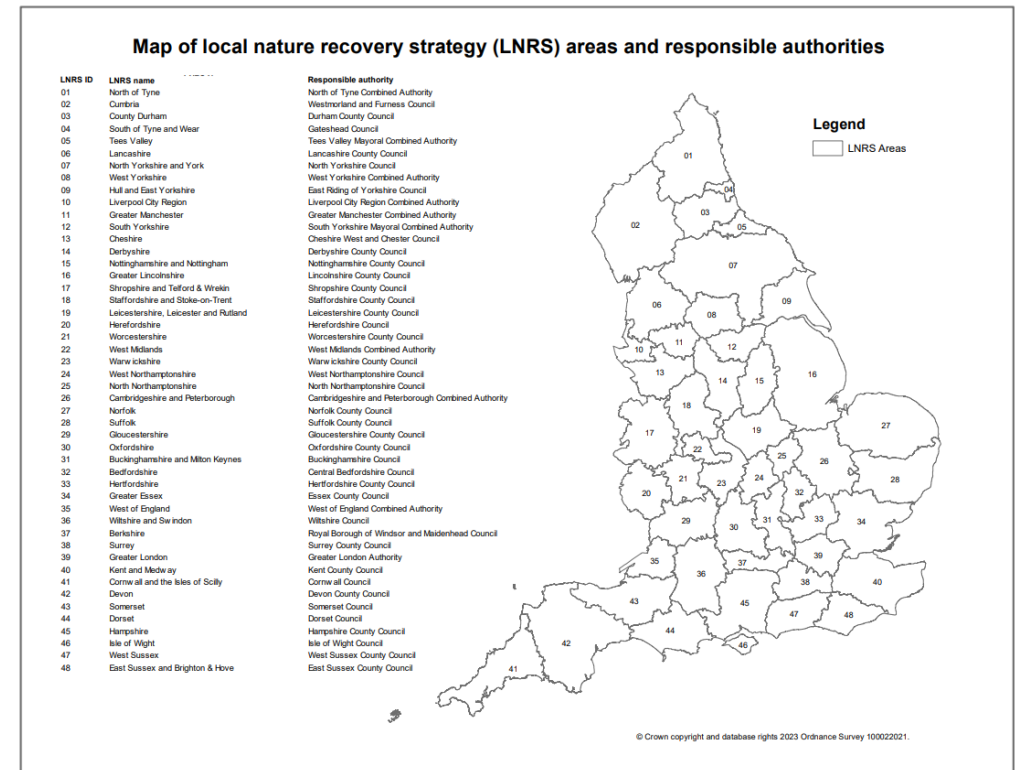 Map of local nature recovery strategy (LNRS) areas and responsible authorities
LNRS ID LNRS name Responsible authority
01 North of Tyne North of Tyne Combined Authority
02 Cumbria Westmorland and Furness Council
03 County Durham Durham County Council
04 South of Tyne and Wear Gateshead Council
05 Tees Valley Tees Valley Mayoral Combined Authority
06 Lancashire Lancashire County Council
07 North Yorkshire and York North Yorkshire Council
08 West Yorkshire West Yorkshire Combined Authority
09 Hull and East Yorkshire East Riding of Yorkshire Council
10 Liverpool City Region Liverpool City Region Combined Authority
11 Greater Manchester Greater Manchester Combined Authority
12 South Yorkshire South Yorkshire Mayoral Combined Authority
13 Cheshire Cheshire West and Chester Council
14 Derbyshire Derbyshire County Council
15 Nottinghamshire and Nottingham Nottinghamshire County Council
16 Greater Lincolnshire Lincolnshire County Council
17 Shropshire and Telford & Wrekin Shropshire County Council
18 Staffordshire and Stoke-on-Trent Staffordshire County Council
19 Leicestershire, Leicester and Rutland Leicestershire County Council
20 Herefordshire Herefordshire Council
21 Worcestershire Worcestershire County Council
22 West Midlands West Midlands Combined Authority
23 Warwickshire Warwickshire County Council
24 West Northamptonshire West Northamptonshire Council
25 North Northamptonshire North Northamptonshire Council
26 Cambridgeshire and Peterborough Cambridgeshire and Peterborough Combined Authority
27 Norfolk Norfolk County Council
28 Suffolk Suffolk County Council
29 Gloucestershire Gloucestershire County Council
30 Oxfordshire Oxfordshire County Council
31 Buckinghamshire and Milton Keynes Buckinghamshire Council
32 Bedfordshire Central Bedfordshire Council
33 Hertfordshire Hertfordshire County Council
34 Greater Essex Essex County Council
35 West of England West of England Combined Authority
36 Wiltshire and Swindon Wiltshire Council
37 Berkshire Royal Borough of Windsor and Maidenhead Council
38 Surrey Surrey County Council
39 Greater London Greater London Authority
40 Kent and Medway Kent County Council
41 Cornwall and the Isles of Scilly Cornwall Council
42 Devon Devon County Council
43 Somerset Somerset Council
44 Dorset Dorset Council
45 Hampshire Hampshire County Council
46 Isle of Wight Isle of Wight Council
47 West Sussex West Sussex County Council
48 East Sussex and Brighton & Hove East Sussex County Council
Legend
LNRS Areas
01
04
03
02
05
07
06
09
08
11
10
12
13
14
15
16
18
17
19
27
22
25
26
21
23
24
28
20
32
29
30
31
33
34
35
37
39
36
38
40
43
45
47
48
44
42
46
41
© Crown copyright and database rights 2023 Ordnance Survey 100022021.